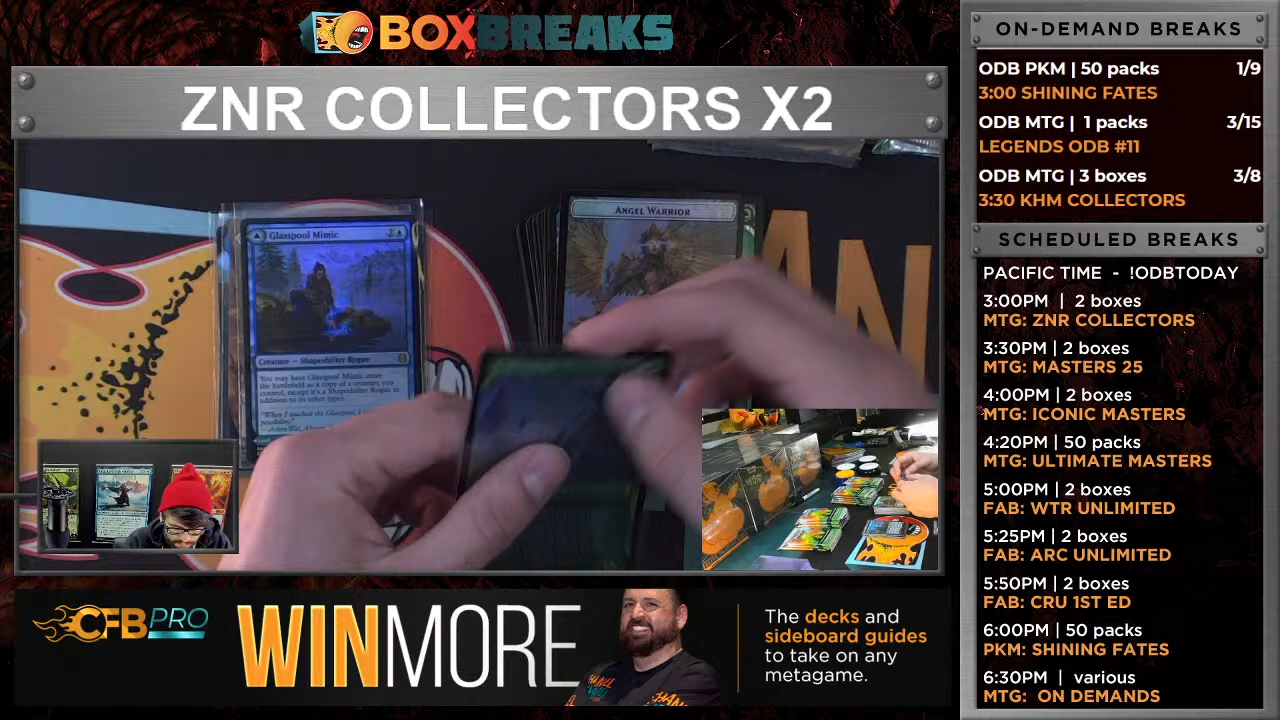 BOXBREAKS
ZNR COLLECTORS X2
Glasspool Mimic
Creature — Shapeshifter Rogue
You may have Glasspool Mimic enter
the battlefield as a copy of a creature you
control, except it's a Shapeshifter Rogue in
addition to its other types.
ANGEL WARRIOR
CFB PRO
WINMORE
The decks and
sideboard guides
to take on any
metagame.
ON-DEMAND BREAKS
ODB PKM | 50 packs 1/9
3:00 SHINING FATES
ODB MTG | 1 packs 3/15
LEGENDS ODB #11
ODB MTG | 3 boxes 3/8
3:30 KHM COLLECTORS
SCHEDULED BREAKS
PACIFIC TIME - !ODBTODAY
3:00PM | 2 boxes
MTG: ZNR COLLECTORS
3:30PM | 2 boxes
MTG: MASTERS 25
4:00PM | 2 boxes
MTG: ICONIC MASTERS
4:20PM | 50 packs
MTG: ULTIMATE MASTERS
5:00PM | 2 boxes
FAB: WTR UNLIMITED
5:25PM | 2 boxes
FAB: ARC UNLIMITED
5:50PM | 2 boxes
FAB: CRU 1ST ED
6:00PM | 50 packs
PKM: SHINING FATES
6:30PM | various
MTG: ON DEMANDS